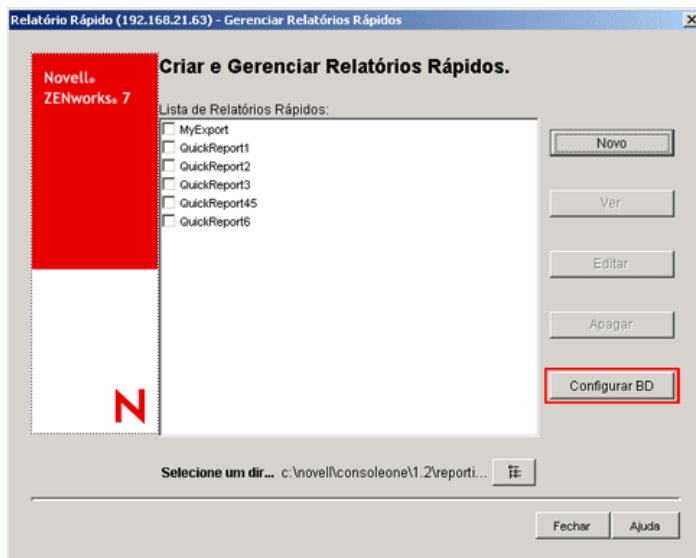 Relatório Rápido (192.168.21.63) - Gerenciar Relatórios Rápidos
Novell®
ZENworks® 7
Criar e Gerenciar Relatórios Rápidos.
Lista de Relatórios Rápidos:
MyExport
QuickReport1
QuickReport2
QuickReport3
QuickReport45
QuickReport6
Novo
Ver
Editar
Apagar
Configurar BD
N
Selecione um dir... c:\novell\consoleone\1.2\reporti...
Fechar
Ajuda